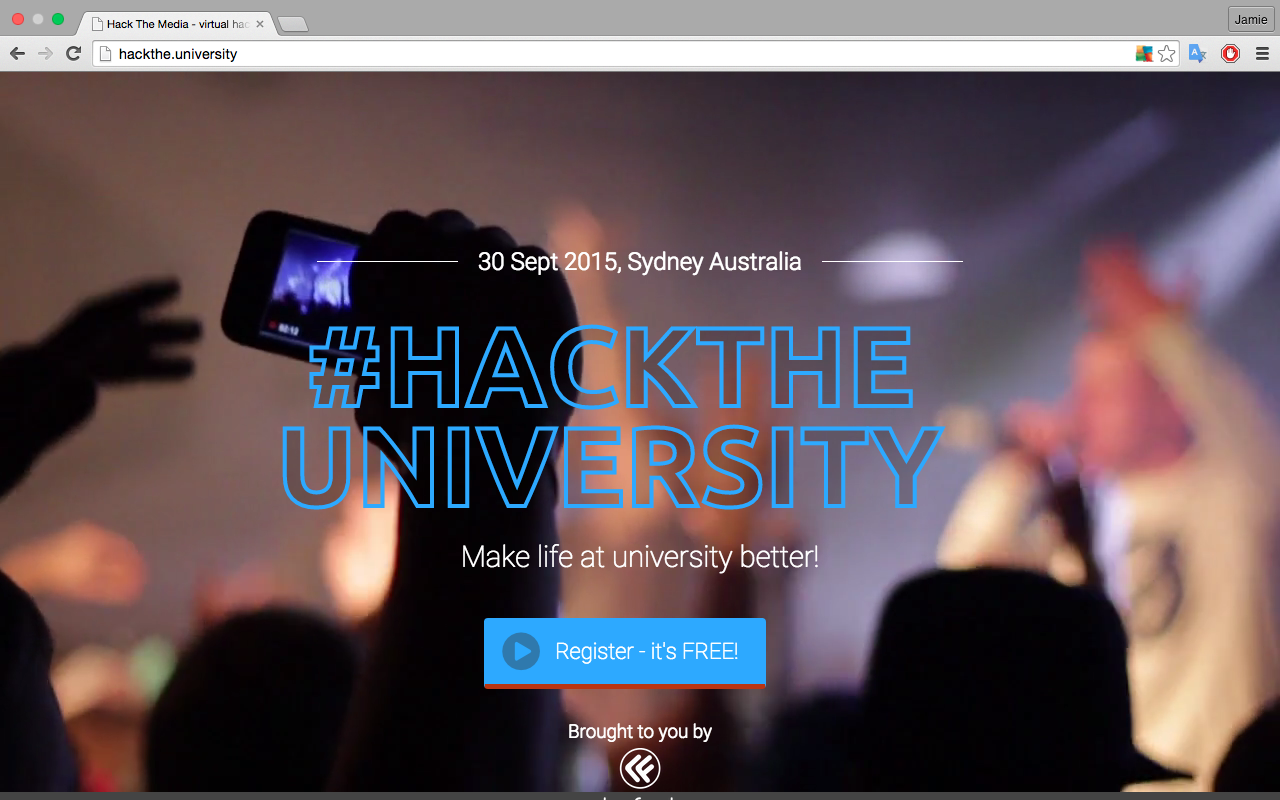 Hack The Media - virtual hac
Jamie
hackthe.university
30 Sept 2015, Sydney Australia
#HACKTHE
UNIVERSITY
Make life at university better!
Register - it's FREE!
Brought to you by